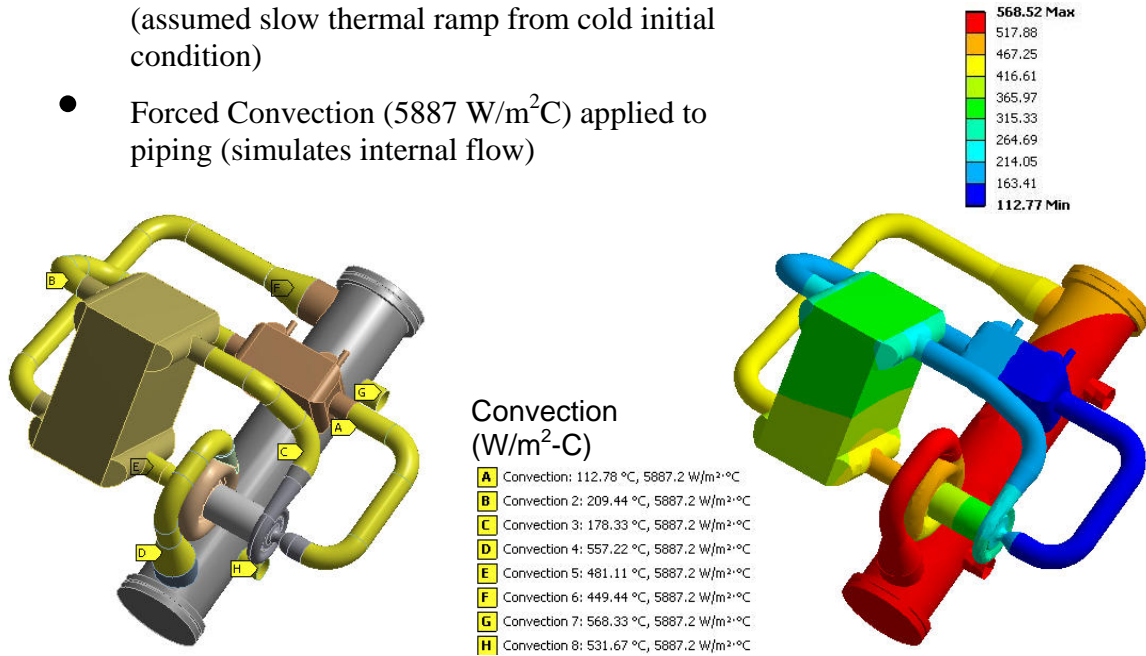 (assumed slow thermal ramp from cold initial
condition)
• Forced Convection (5887 W/m²C) applied to
piping (simulates internal flow)
568.52 Max
517.88
467.25
416.61
365.97
315.33
264.69
214.05
163.41
112.77 Min
B
F
G
A
C
E
D
H
Convection
(W/m²-C)
A Convection: 112.78 °C, 5887.2 W/m²·°C
B Convection 2: 209.44 °C, 5887.2 W/m²·°C
C Convection 3: 178.33 °C, 5887.2 W/m²·°C
D Convection 4: 557.22 °C, 5887.2 W/m²·°C
E Convection 5: 481.11 °C, 5887.2 W/m²·°C
F Convection 6: 449.44 °C, 5887.2 W/m²·°C
G Convection 7: 568.33 °C, 5887.2 W/m²·°C
H Convection 8: 531.67 °C, 5887.2 W/m²·°C